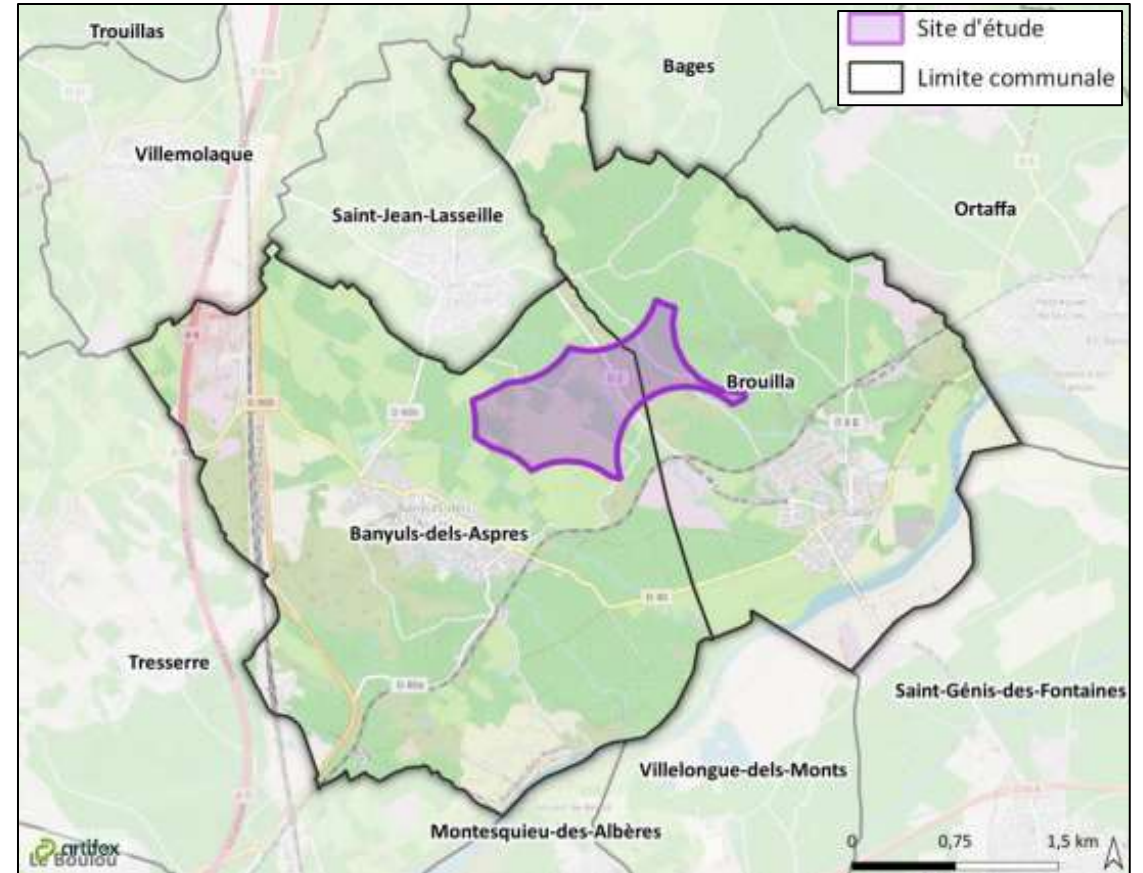 Site d'étude
Limite communale
Trouillas
Bages
Villemolaque
Saint-Jean-Lasseille
Ortaffa
Brouilla
D 900
D 40
Banyuls-dels-Aspres
Tresserre
Saint-Génis-des-Fontaines
Villelongue-dels-Monts
Montesquieu-des-Albères
artifex
Le Boulou
0 0,75 1,5 km